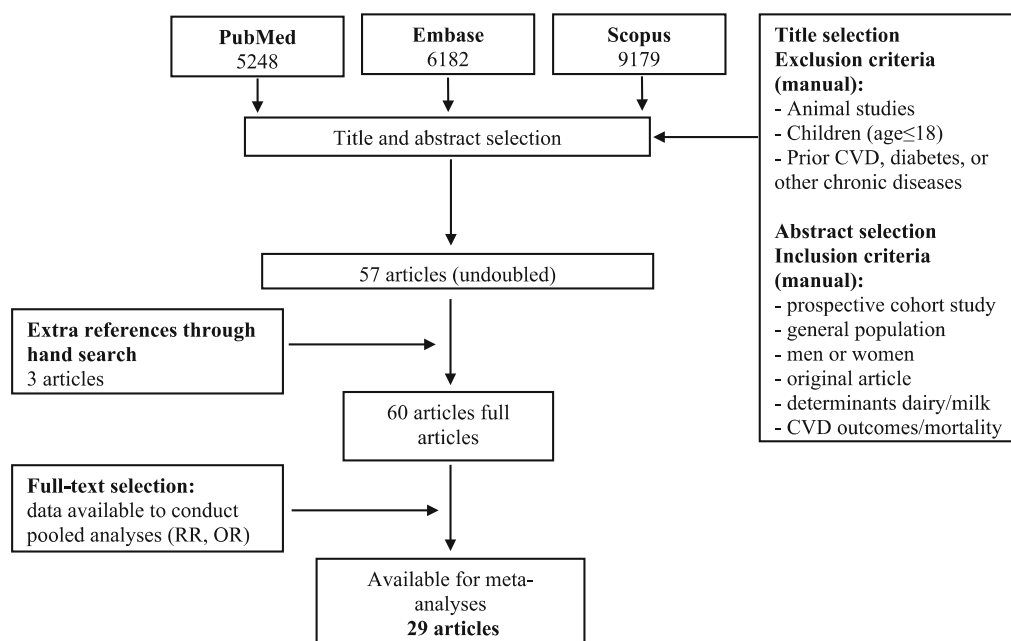 PubMed
5248
Embase
6182
Scopus
9179
Title and abstract selection
Title selection
Exclusion criteria
(manual):
- Animal studies
- Children (age≤18)
- Prior CVD, diabetes, or
other chronic diseases
Abstract selection
Inclusion criteria
(manual):
- prospective cohort study
- general population
- men or women
- original article
- determinants dairy/milk
- CVD outcomes/mortality
57 articles (undoubled)
Extra references through
hand search
3 articles
60 articles full
articles
Full-text selection:
data available to conduct
pooled analyses (RR, OR)
Available for meta-
analyses
29 articles